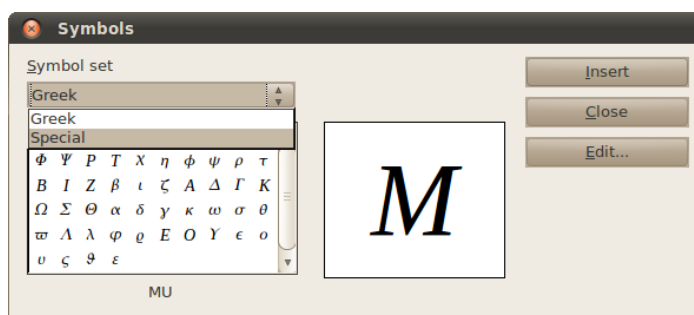 Symbols
Symbol set
Greek
Greek
Special
Φ Ψ Ρ Τ Χ η ϕ ψ ρ τ
Β Ι Ζ β ι ζ Α Δ Γ Κ
Ω Σ Θ α δ γ κ ω σ θ
ϖ Λ λ φ ϱ Ε Ο Υ ϵ ο
υ ς ϑ ε
MU
Μ
Insert
Close
Edit...